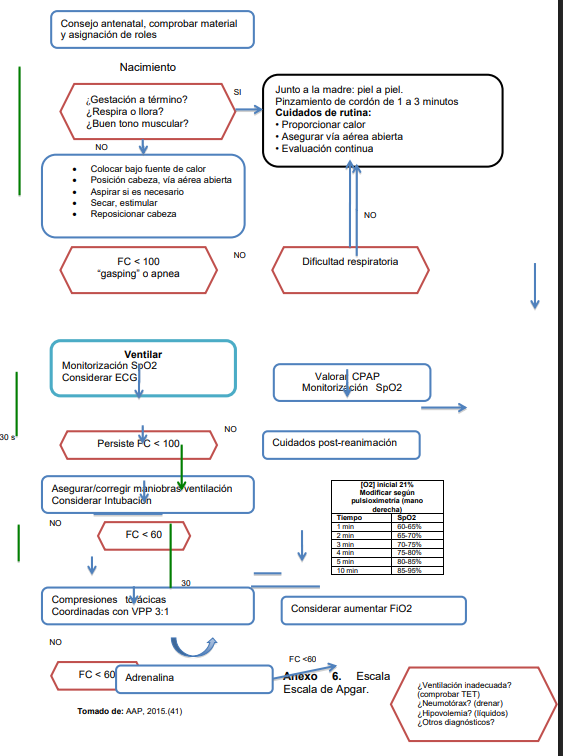 Consejo antenatal, comprobar material
y asignación de roles
Nacimiento
¿Gestación a término?
¿Respira o llora?
¿Buen tono muscular?
SI
Junto a la madre: piel a piel.
Pinzamiento de cordón de 1 a 3 minutos
Cuidados de rutina:
• Proporcionar calor
• Asegurar vía aérea abierta
• Evaluación continua
NO
• Colocar bajo fuente de calor
• Posición cabeza, vía aérea abierta
• Aspirar si es necesario
• Secar, estimular
• Reposicionar cabeza
NO
FC < 100
“gasping” o apnea
NO
Dificultad respiratoria
Ventilar
Monitorización SpO2
Considerar ECG
Valorar CPAP
Monitorización SpO2
30 s
Persiste FC < 100
NO
Cuidados post-reanimación
Asegurar/corregir maniobras ventilación
Considerar Intubación
[O2] inicial 21%
Modificar según
pulsioximetría (mano
derecha)
Tiempo SpO2
1 min 60-65%
2 min 65-70%
3 min 70-75%
4 min 75-80%
5 min 80-85%
10 min 85-95%
NO
FC < 60
30
Compresiones torácicas
Coordinadas con VPP 3:1
Considerar aumentar FiO2
NO
FC < 60
Adrenalina
FC <60
Anexo 6. Escala
Escala de Apgar.
¿Ventilación inadecuada?
(comprobar TET)
¿Neumotórax? (drenar)
¿Hipovolemia? (líquidos)
¿Otros diagnósticos?
Tomado de: AAP, 2015.(41)